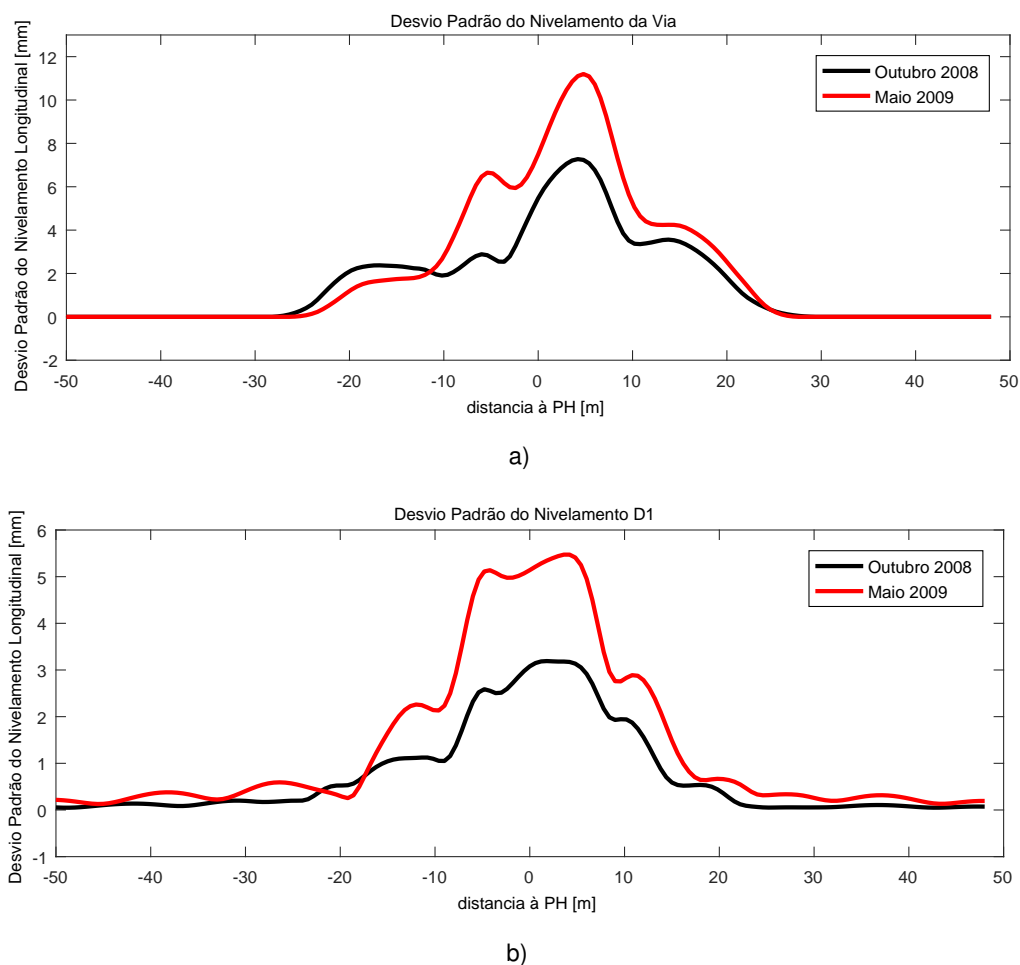 Desvio Padrão do Nivelamento da Via
Desvio Padrão do Nivelamento Longitudinal [mm]
12
10
8
6
4
2
0
-2
Outubro 2008
Maio 2009
-50 -40 -30 -20 -10 0 10 20 30 40 50
distancia à PH [m]
a)
Desvio Padrão do Nivelamento D1
Desvio Padrão do Nivelamento Longitudinal [mm]
6
5
4
3
2
1
0
-1
Outubro 2008
Maio 2009
-50 -40 -30 -20 -10 0 10 20 30 40 50
distancia à PH [m]
b)